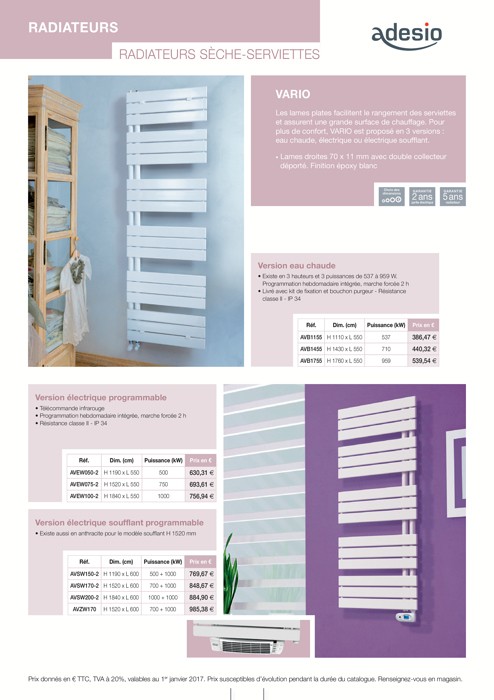 RADIATEURS
adesio
RADIATEURS SÈCHE-SERVIETTES
VARIO
Les lames plates facilitent le rangement des serviettes
et assurent une grande surface de chauffage. Pour
plus de confort, VARIO est proposé en 3 versions :
eau chaude, électrique ou électrique soufflant.
• Lames droites 70 x 11 mm avec double collecteur
déporté. Finition époxy blanc
GARANTIE GARANTIE
2 ans 5 ans
Version eau chaude
• Existe en 3 hauteurs et 3 puissances de 537 à 959 W.
Programmation hebdomadaire intégrée, marche forcée 2 h
• Livré avec kit de fixation et bouchon purgeur - Résistance
classe II - IP 34
Réf. Dim. (cm) Puissance (kW) Prix en €
AVB1155 H 1110 x L 550 537 386,47 €
AVB1455 H 1430 x L 550 710 440,32 €
AVB1755 H 1760 x L 550 959 539,54 €
Version électrique programmable
• Télécommande infrarouge
• Programmation hebdomadaire intégrée, marche forcée 2 h
• Résistance classe II - IP 34
Réf. Dim. (cm) Puissance (kW) Prix en €
AVEW050-2 H 1190 x L 550 500 630,31 €
AVEW075-2 H 1520 x L 550 750 693,61 €
AVEW100-2 H 1840 x L 550 1000 756,94 €
Version électrique soufflant programmable
• Existe aussi en anthracite pour le modèle soufflant H 1520 mm
Réf. Dim. (cm) Puissance (kW) Prix en €
AVSW150-2 H 1190 x L 600 500 + 1000 769,67 €
AVSW170-2 H 1520 x L 600 700 + 1000 848,67 €
AVSW200-2 H 1840 x L 600 1000 + 1000 884,90 €
AVZW170 H 1520 x L 600 700 + 1000 985,38 €
Prix donnés en € TTC, TVA à 20%, valables au 1er janvier 2017. Prix susceptibles d'évolution pendant la durée du catalogue. Renseignez-vous en magasin.